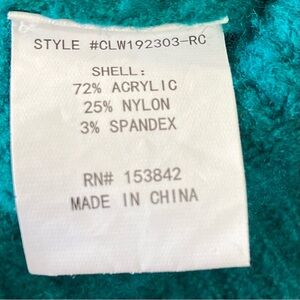 STYLE #CLW192303-RC
SHELL:
72% ACRYLIC
25% NYLON
3% SPANDEX
RN# 153842
MADE IN CHINA